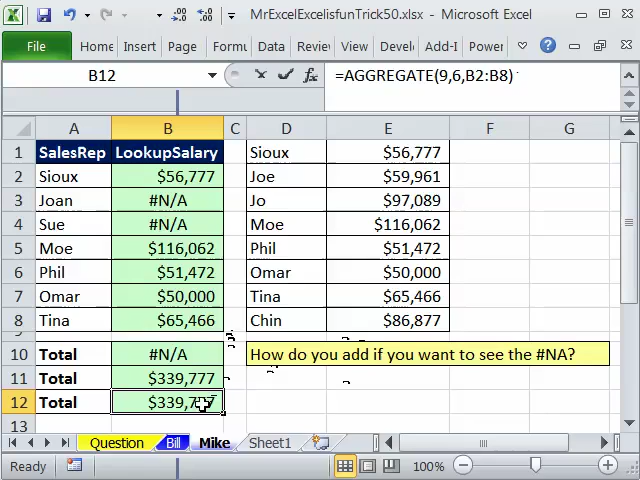 MrExcelExcelisfunTrick50.xlsx - Microsoft Excel
File Home Insert Page Formu Data Review View Devel Add-I
B12 fx =AGGREGATE(9,6,B2:B8)
A B C D E F G
1 SalesRep LookupSalary Sioux $56,777
2 Sioux $56,777 Joe $59,961
3 Joan #N/A Jo $97,089
4 Sue #N/A Moe $116,062
5 Moe $116,062 Phil $51,472
6 Phil $51,472 Omar $50,000
7 Omar $50,000 Tina $65,466
8 Tina $65,466 Chin $86,877
9
10 Total #N/A How do you add if you want to see the #NA?
11 Total $339,777
12 Total $339,777
13
Question Bill Mike Sheet1
Ready 100%